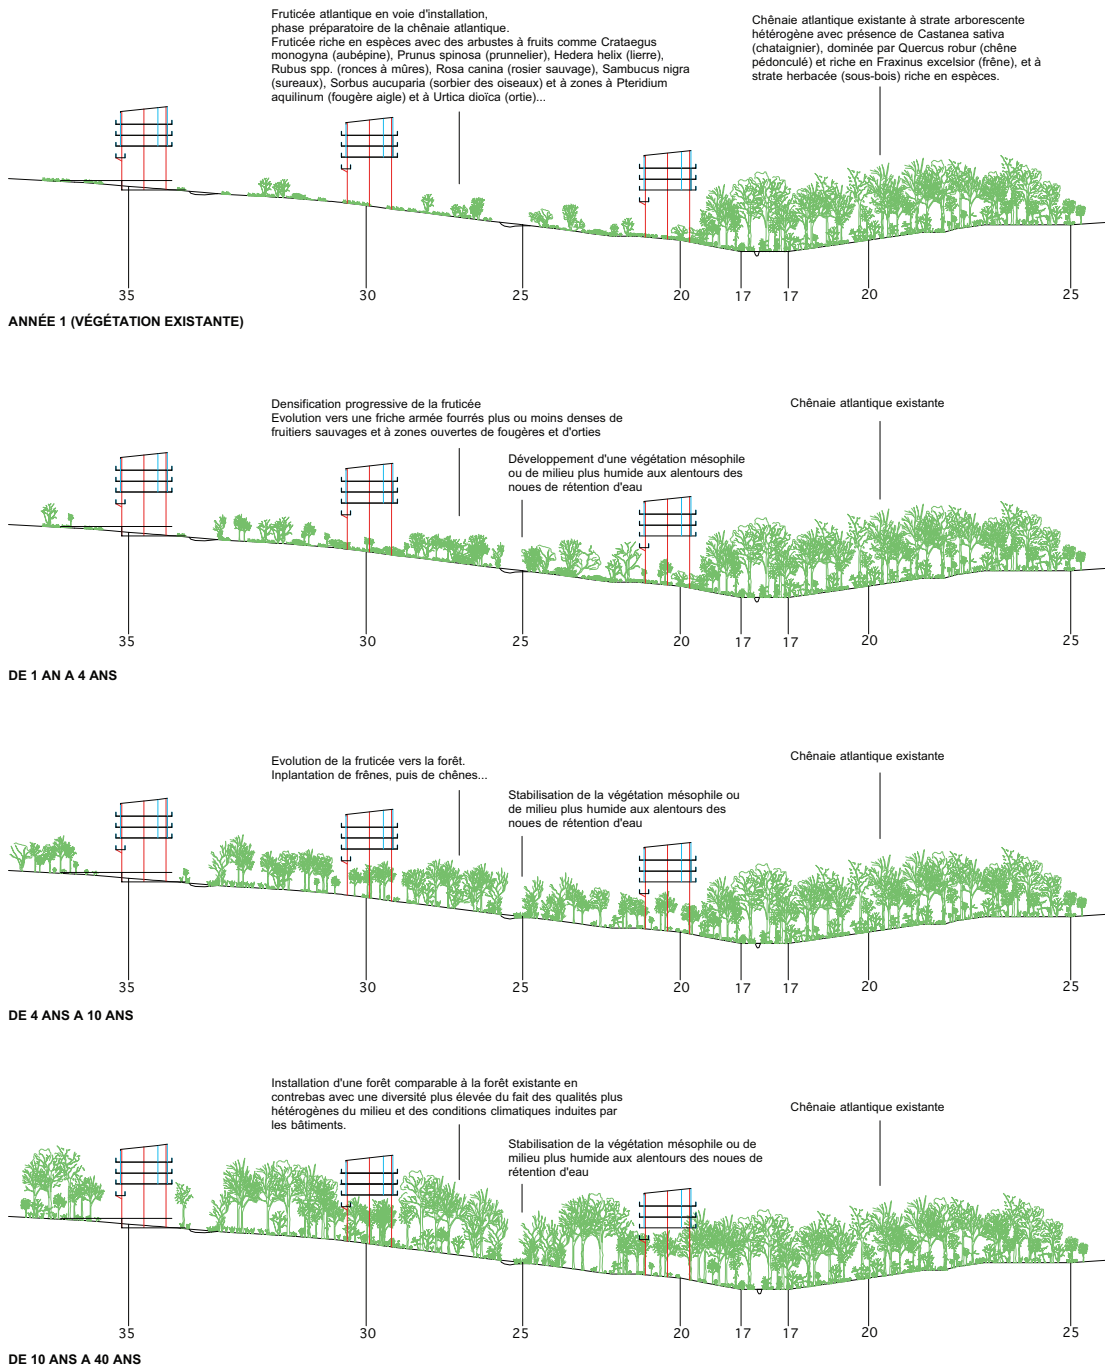 Fruticée atlantique en voie d'installation,
phase préparatoire de la chênaie atlantique.
Fruticée riche en espèces avec des arbustes à fruits comme Crataegus
monogyna (aubépine), Prunus spinosa (prunnelier), Hedera helix (lierre),
Rubus spp. (ronces à mûres), Rosa canina (rosier sauvage), Sambucus nigra
(sureaux), Sorbus aucuparia (sorbier des oiseaux) et à zones à Pteridium
aquilinum (fougère aigle) et à Urtica dioïca (ortie)...
Chênaie atlantique existante à strate arborescente
hétérogène avec présence de Castanea sativa
(chataignier), dominée par Quercus robur (chêne
pédonculé) et riche en Fraxinus excelsior (frêne), et à
strate herbacée (sous-bois) riche en espèces.
35 30 25 20 17 17 20 25
ANNÉE 1 (VÉGÉTATION EXISTANTE)
Densification progressive de la fruticée
Evolution vers une friche armée fourrés plus ou moins denses de
fruitiers sauvages et à zones ouvertes de fougères et d'orties
Développement d'une végétation mésophile
ou de milieu plus humide aux alentours des
noues de rétention d'eau
Chênaie atlantique existante
35 30 25 20 17 17 20 25
DE 1 AN A 4 ANS
Evolution de la fruticée vers la forêt.
Inplantation de frênes, puis de chênes...
Stabilisation de la végétation mésophile ou
de milieu plus humide aux alentours des
noues de rétention d'eau
Chênaie atlantique existante
35 30 25 20 17 17 20 25
DE 4 ANS A 10 ANS
Installation d'une forêt comparable à la forêt existante en
contrebas avec une diversité plus élevée du fait des qualités plus
hétérogènes du milieu et des conditions climatiques induites par
les bâtiments.
Stabilisation de la végétation mésophile ou de
milieu plus humide aux alentours des noues de
rétention d'eau
Chênaie atlantique existante
35 30 25 20 17 17 20 25
DE 10 ANS A 40 ANS